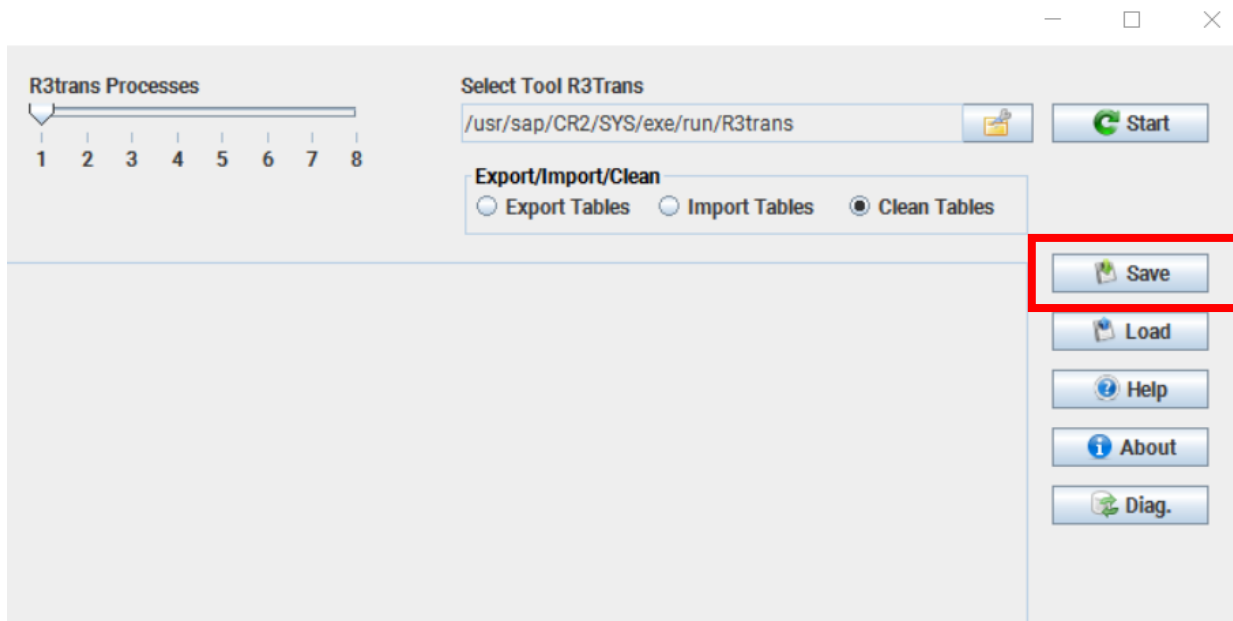 R3trans Processes
1 2 3 4 5 6 7 8
Select Tool R3Trans
/usr/sap/CR2/SYS/exe/run/R3trans
Start
Export/Import/Clean
Export Tables Import Tables Clean Tables
Save
Load
Help
About
Diag.